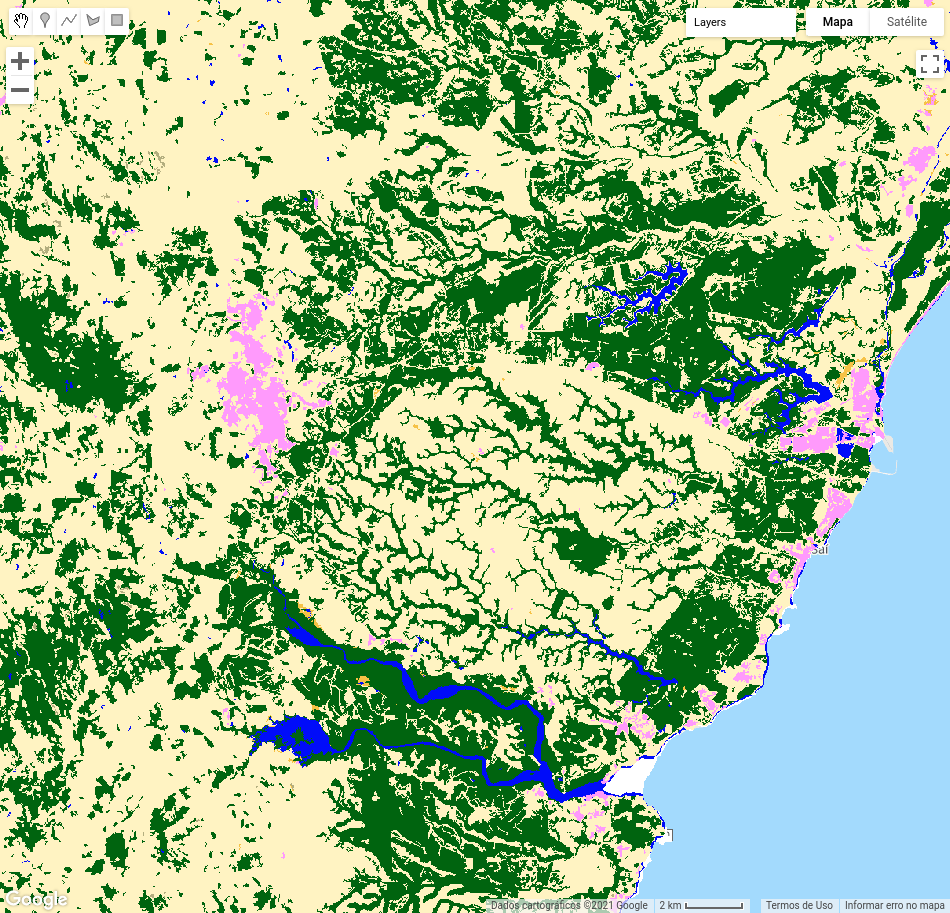 Layers
Mapa
Satélite
Sal
Google
Dados cartográficos ©2021 Google
2 km
Termos de Uso
Informar erro no mapa